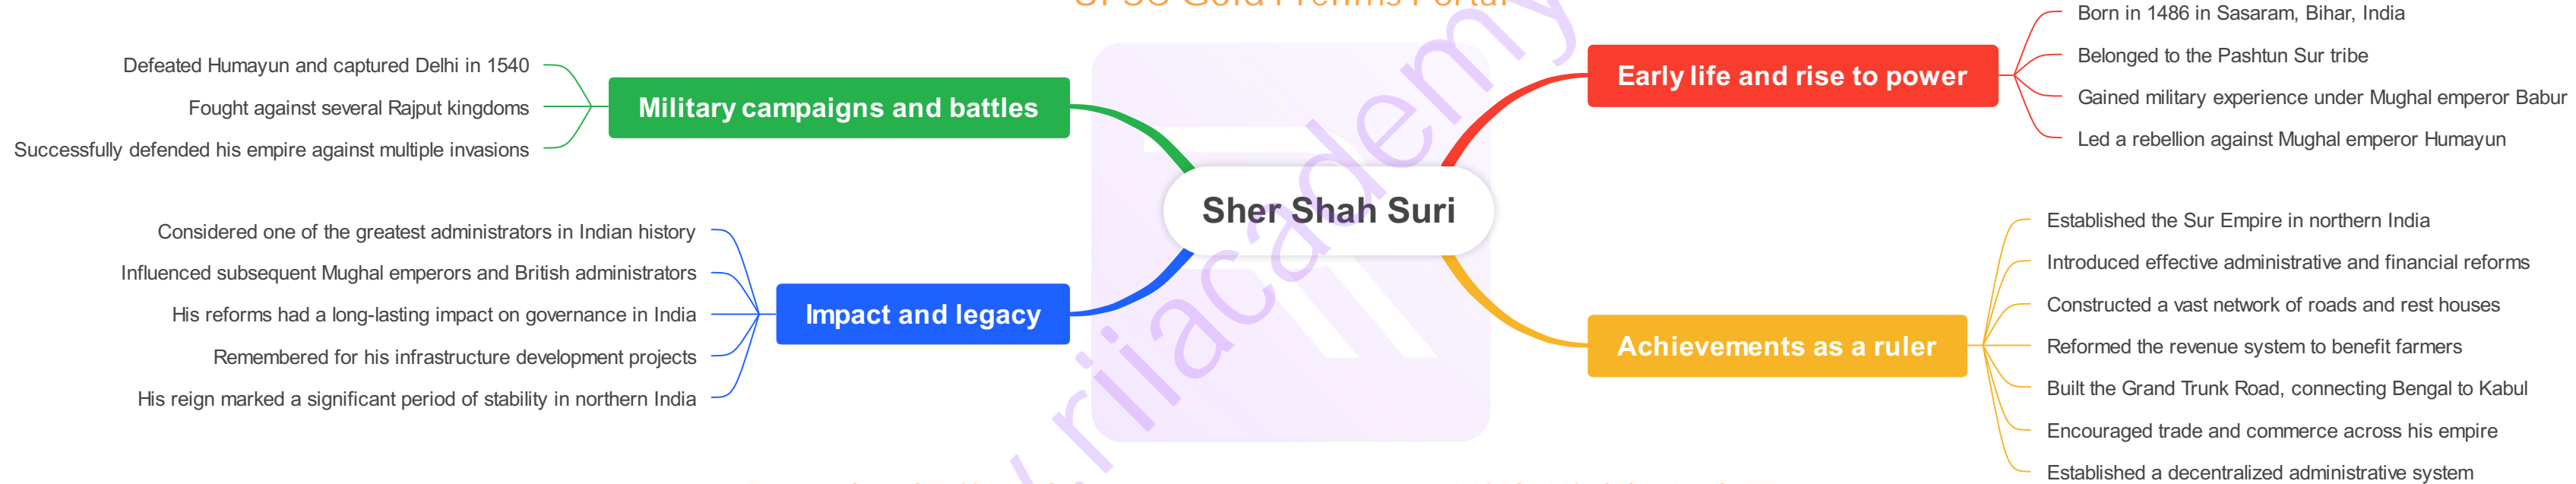 UPSC Gold Prelims Portal
Sher Shah Suri
Early life and rise to power
Born in 1486 in Sasaram, Bihar, India
Belonged to the Pashtun Sur tribe
Gained military experience under Mughal emperor Babur
Led a rebellion against Mughal emperor Humayun
Achievements as a ruler
Established the Sur Empire in northern India
Introduced effective administrative and financial reforms
Constructed a vast network of roads and rest houses
Reformed the revenue system to benefit farmers
Built the Grand Trunk Road, connecting Bengal to Kabul
Encouraged trade and commerce across his empire
Established a decentralized administrative system
Military campaigns and battles
Defeated Humayun and captured Delhi in 1540
Fought against several Rajput kingdoms
Successfully defended his empire against multiple invasions
Impact and legacy
Considered one of the greatest administrators in Indian history
Influenced subsequent Mughal emperors and British administrators
His reforms had a long-lasting impact on governance in India
Remembered for his infrastructure development projects
His reign marked a significant period of stability in northern India